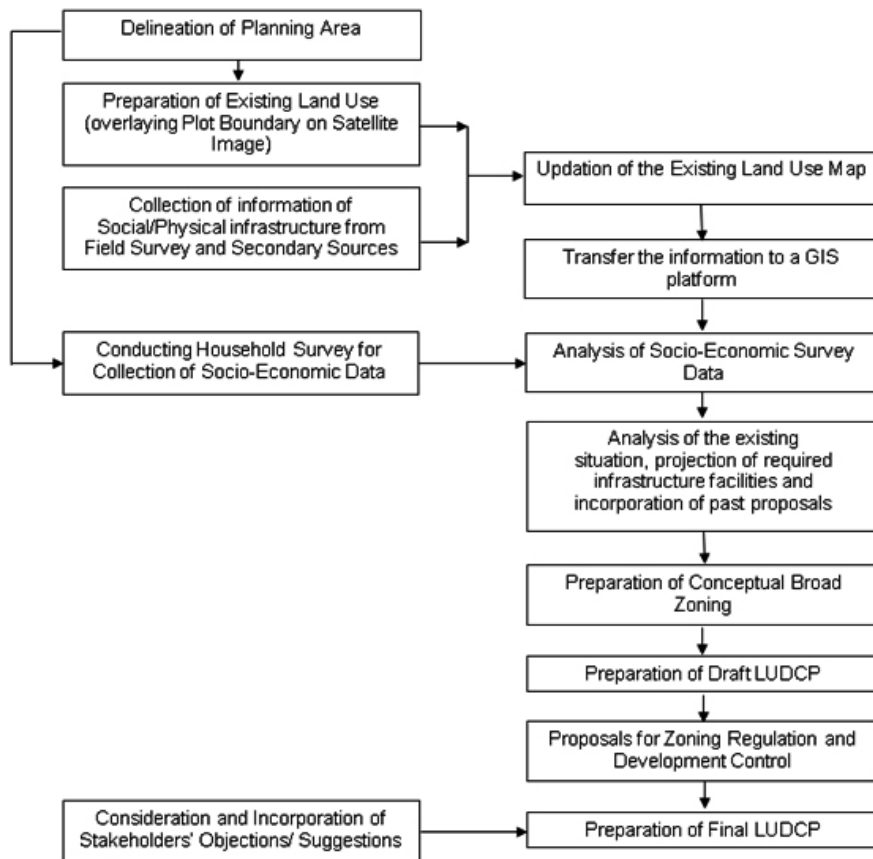 Delineation of Planning Area
Preparation of Existing Land Use
(overlaying Plot Boundary on Satellite
Image)
Collection of information of
Social/Physical infrastructure from
Field Survey and Secondary Sources
Updation of the Existing Land Use Map
Transfer the information to a GIS
platform
Conducting Household Survey for
Collection of Socio-Economic Data
Analysis of Socio-Economic Survey
Data
Analysis of the existing
situation, projection of required
infrastructure facilities and
incorporation of past proposals
Preparation of Conceptual Broad
Zoning
Preparation of Draft LUDCP
Proposals for Zoning Regulation and
Development Control
Consideration and Incorporation of
Stakeholders' Objections/ Suggestions
Preparation of Final LUDCP